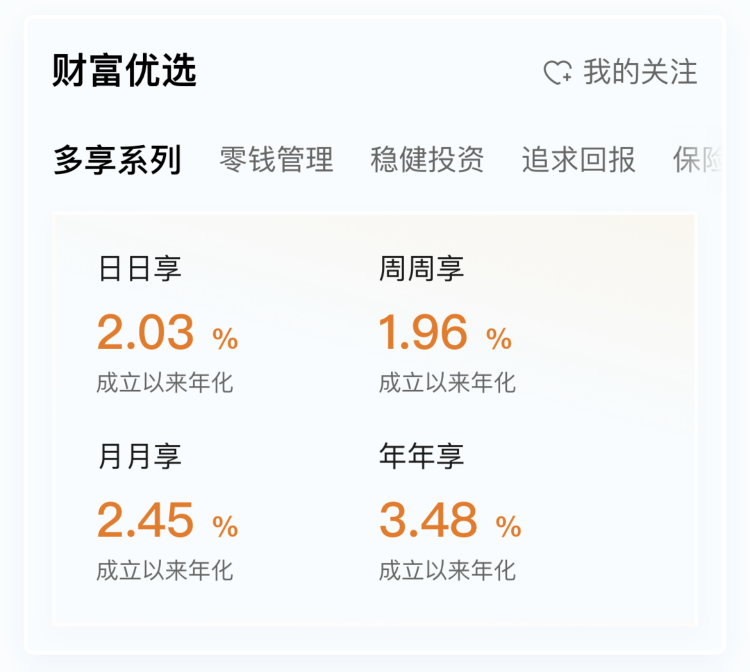 财富优选 我的关注
多享系列 零钱管理 稳健投资 追求回报 保险
日日享 周周享
2.03 % 1.96 %
成立以来年化 成立以来年化
月月享 年年享
2.45 % 3.48 %
成立以来年化 成立以来年化